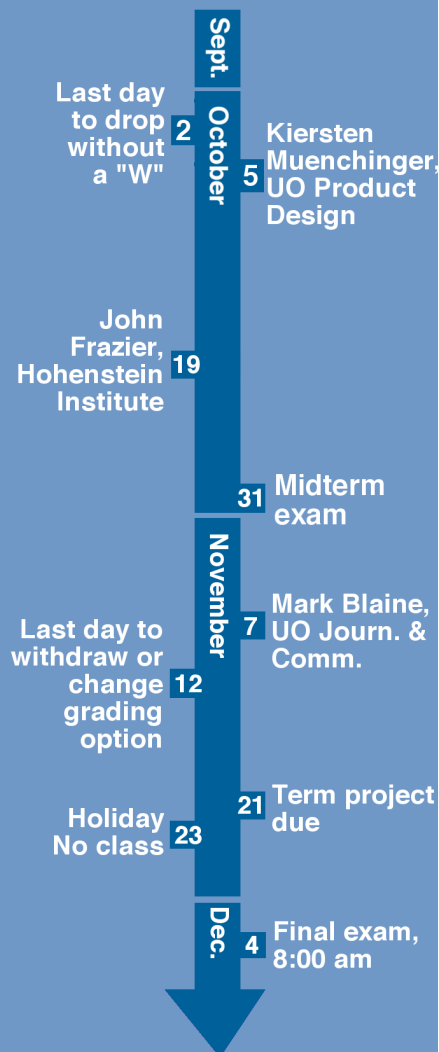 Sept.
October
Last day
to drop
without
a "W"
2
5
Kiersten
Muenchinger,
UO Product
Design
John
Frazier,
Hohenstein
Institute
19
31
Midterm
exam
November
7
Mark Blaine,
UO Journ. &
Comm.
Last day to
withdraw or
change
grading
option
12
21
Term project
due
Holiday
No class
23
Dec.
4
Final exam,
8:00 am